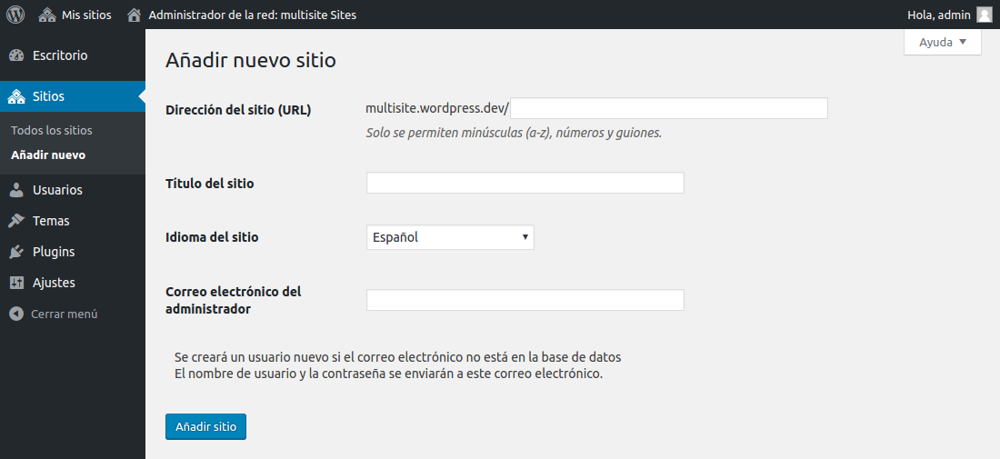 Mis sitios Administrador de la red: multisite Sites Hola, admin
Ayuda
Escritorio
Sitios
Todos los sitios
Añadir nuevo
Usuarios
Temas
Plugins
Ajustes
Cerrar menú
Añadir nuevo sitio
Dirección del sitio (URL) multisite.wordpress.dev/
Solo se permiten minúsculas (a-z), números y guiones.
Título del sitio
Idioma del sitio Español
Correo electrónico del
administrador
Se creará un usuario nuevo si el correo electrónico no está en la base de datos
El nombre de usuario y la contraseña se enviarán a este correo electrónico.
Añadir sitio